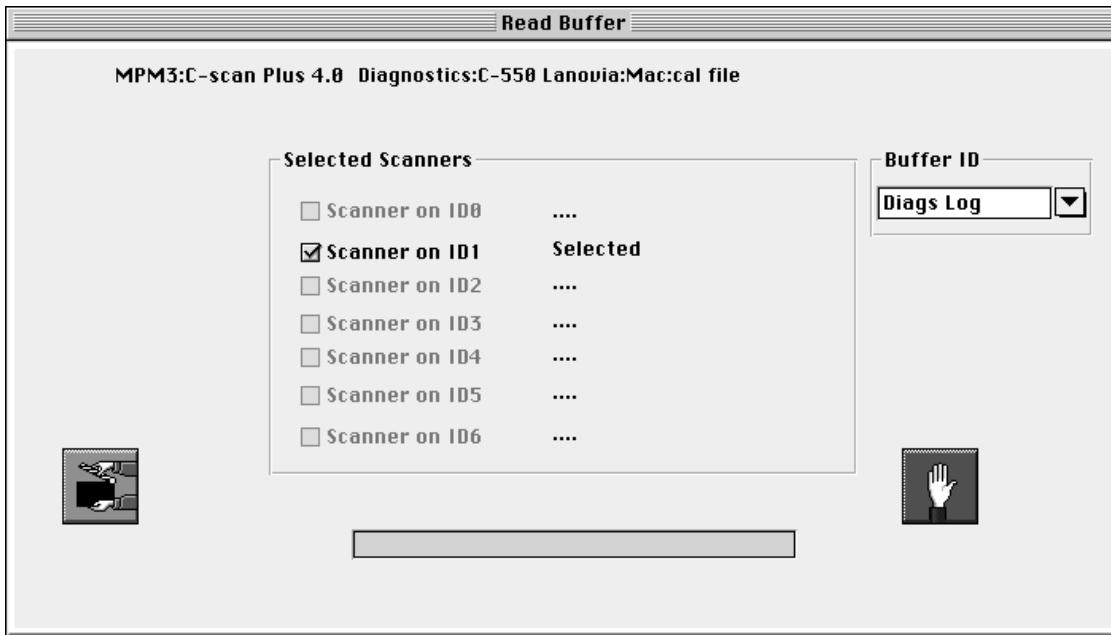 Read Buffer
MPM3:C-scan Plus 4.0 Diagnostics:C-550 Lanovia:Mac:cal file
Selected Scanners
Scanner on ID0 ....
Scanner on ID1 Selected
Scanner on ID2 ....
Scanner on ID3 ....
Scanner on ID4 ....
Scanner on ID5 ....
Scanner on ID6 ....
Buffer ID
Diags Log